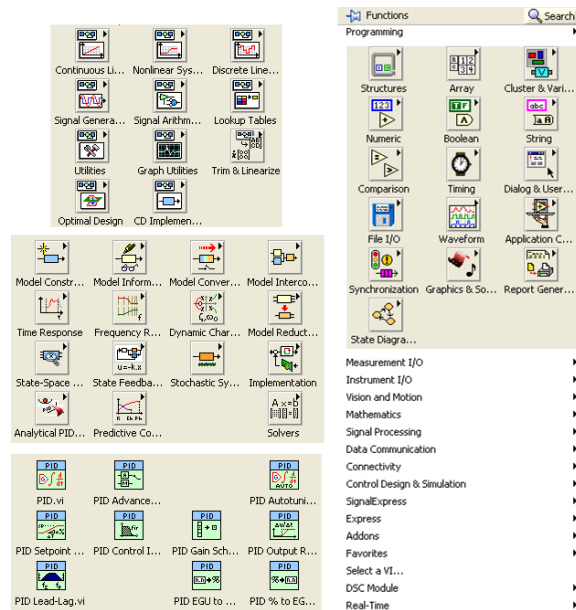 Continuous Li... Nonlinear Sys... Discrete Line...
Signal Genera... Signal Arithm... Lookup Tables
Utilities Graph Utilities Trim & Linearize
Optimal Design CD Implemen...
Model Constr... Model Inform... Model Conver... Model Interco...
Time Response Frequency R... Dynamic Char... Model Reduct...
State-Space ... State Feedba... Stochastic Sy... Implementation
Analytical PID... Predictive Co... Solvers
PID PID PID
PID.vi PID Advance... PID Autotuni...
PID PID PID PID
PID Setpoint ... PID Control I... PID Gain Sch... PID Output R...
PID PID PID
PID Lead-Lag.vi PID EGU to ... PID % to EG...
Functions Search
Programming
Structures Array Cluster & Vari...
Numeric Boolean String
Comparison Timing Dialog & User...
File I/O Waveform Application C...
Synchronization Graphics & So... Report Gener...
State Diagra...
Measurement I/O
Instrument I/O
Vision and Motion
Mathematics
Signal Processing
Data Communication
Connectivity
Control Design & Simulation
SignalExpress
Express
Addons
Favorites
Select a VI...
DSC Module
Real-Time